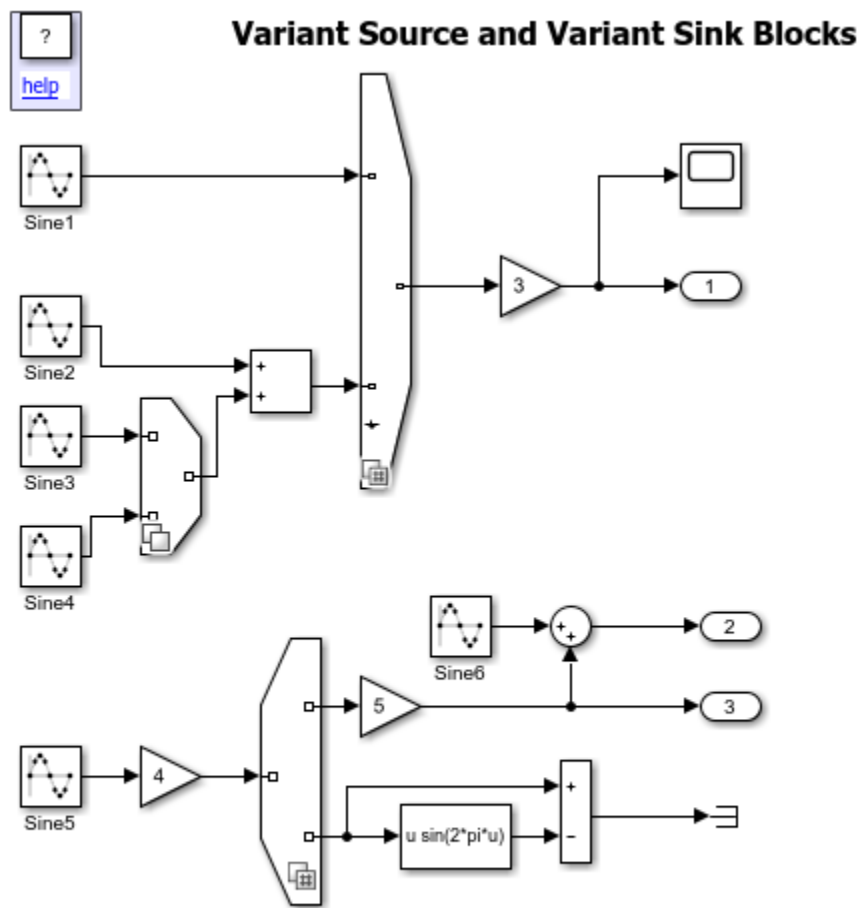 ?
help
Variant Source and Variant Sink Blocks
Sine1
3
1
Sine2
+
+
Sine3
Sine4
Sine6
+
+
2
5
3
Sine5
4
u sin(2*pi*u)
+
−